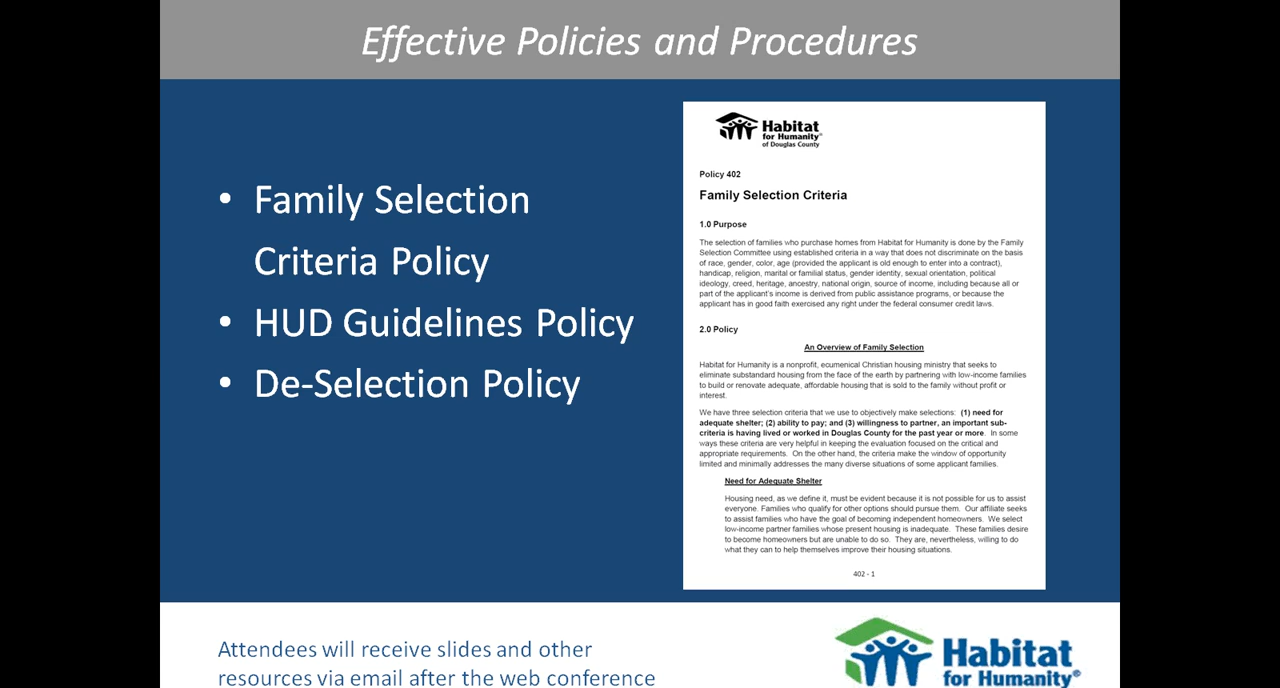 Effective Policies and Procedures
• Family Selection
Criteria Policy
• HUD Guidelines Policy
• De-Selection Policy
Habitat
for Humanity®
of Douglas County
Policy 402
Family Selection Criteria
1.0 Purpose
The selection of families who purchase homes from Habitat for Humanity is done by the Family
Selection Committee using established criteria in a way that does not discriminate on the basis
of race, gender, color, age (provided the applicant is old enough to enter into a contract),
handicap, religion, marital or familial status, gender identity, sexual orientation, political
ideology, creed, heritage, ancestry, national origin, source of income, including because all or
part of the applicant's income is derived from public assistance programs, or because the
applicant has in good faith exercised any right under the federal consumer credit laws.
2.0 Policy
An Overview of Family Selection
Habitat for Humanity is a nonprofit, ecumenical Christian housing ministry that seeks to
eliminate substandard housing from the face of the earth by partnering with low-income families
to build or renovate adequate, affordable housing that is sold to the family without profit or
interest.
We have three selection criteria that we use to objectively make selections: (1) need for
adequate shelter; (2) ability to pay; and (3) willingness to partner, an important sub-
criteria is having lived or worked in Douglas County for the past year or more. In some
ways these criteria are very helpful in keeping the evaluation focused on the critical and
appropriate requirements. On the other hand, the criteria make the window of opportunity
limited and minimally addresses the many diverse situations of some applicant families.
Need for Adequate Shelter
Housing need, as we define it, must be evident because it is not possible for us to assist
everyone. Families who qualify for other options should pursue them. Our affiliate seeks
to assist families who have the goal of becoming independent homeowners. We select
low-income partner families whose present housing is inadequate. These families desire
to become homeowners but are unable to do so. They are, nevertheless, willing to do
what they can to help themselves improve their housing situations.
402 - 1
Attendees will receive slides and other
resources via email after the web conference
Habitat
for Humanity®